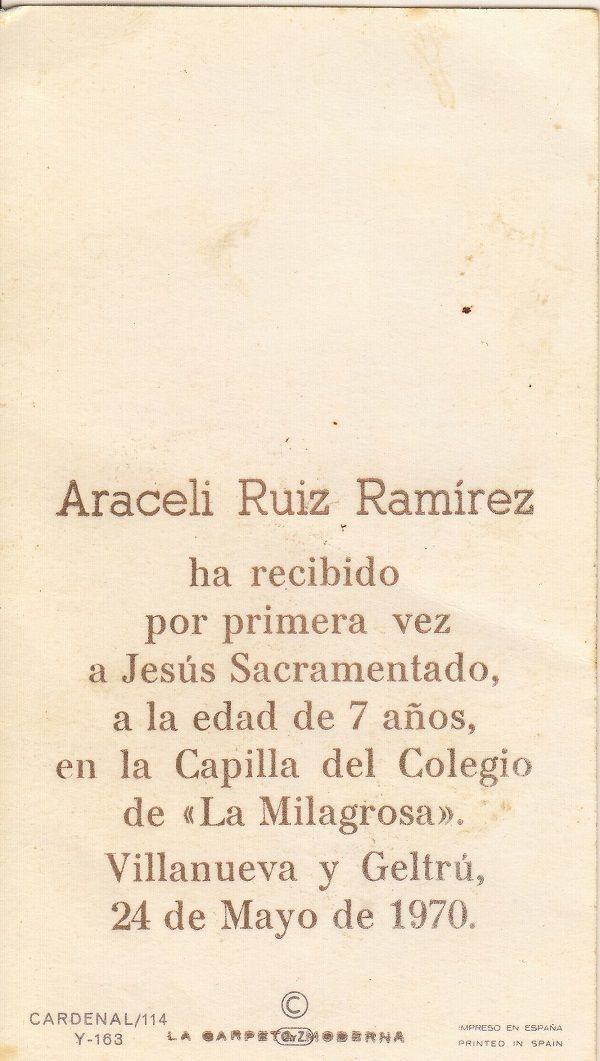 Araceli Ruiz Ramírez
ha recibido
por primera vez
a Jesús Sacramentado,
a la edad de 7 años,
en la Capilla del Colegio
de «La Milagrosa».
Villanueva y Geltrú,
24 de Mayo de 1970.
©
CARDENAL/114
Y-163
LA CARPETA MODERNA
IMPRESO EN ESPAÑA
PRINTED IN SPAIN